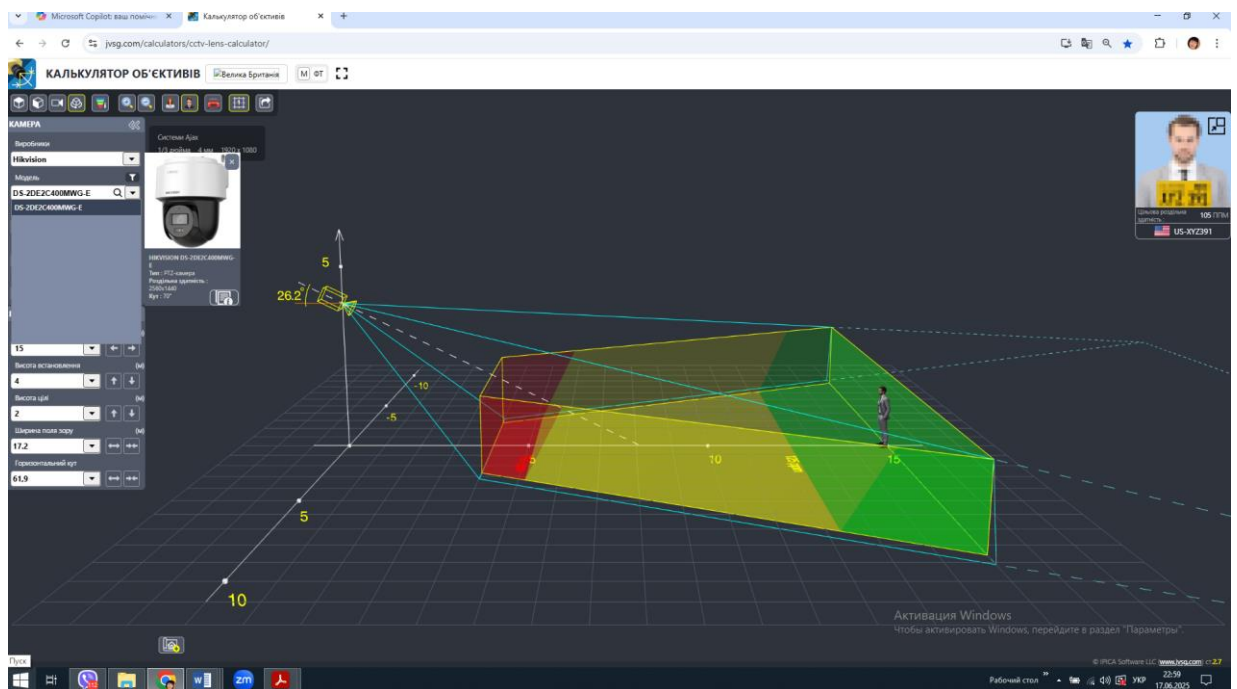 Microsoft Copilot: ваш помічн
Калькулятор об'єктивів
jvsg.com/calculators/cctv-lens-calculator/
КАЛЬКУЛЯТОР ОБ'ЄКТИВІВ
Велика Британія
М ФТ
КАМЕРА
Виробники
Hikvision
Модель
DS-2DE2C400MWG-E
DS-2DE2C400MWG-E
Системи Ajax
1/3 дюйма 4 мм 1920 x 1080
HIKVISION DS-2DE2C400MWG-
E
Тип : PTZ-камера
Роздільна здатність :
2560x1440
Кут : 70°
15
Висота встановлення (м)
4
Висота цілі (м)
2
Ширина поля зору (м)
17.2
Горизонтальний кут
61,9
5
26.2°
-10
-5
5
10
15
5
10
Цільова роздільна
здатність :
105 ППМ
US-XYZ391
Активация Windows
Чтобы активировать Windows, перейдите в раздел "Параметры".
© IPICA Software LLC (www.jvsg.com) ст.2.7
Пуск
Рабочий стол
УКР
22:59
17.06.2025